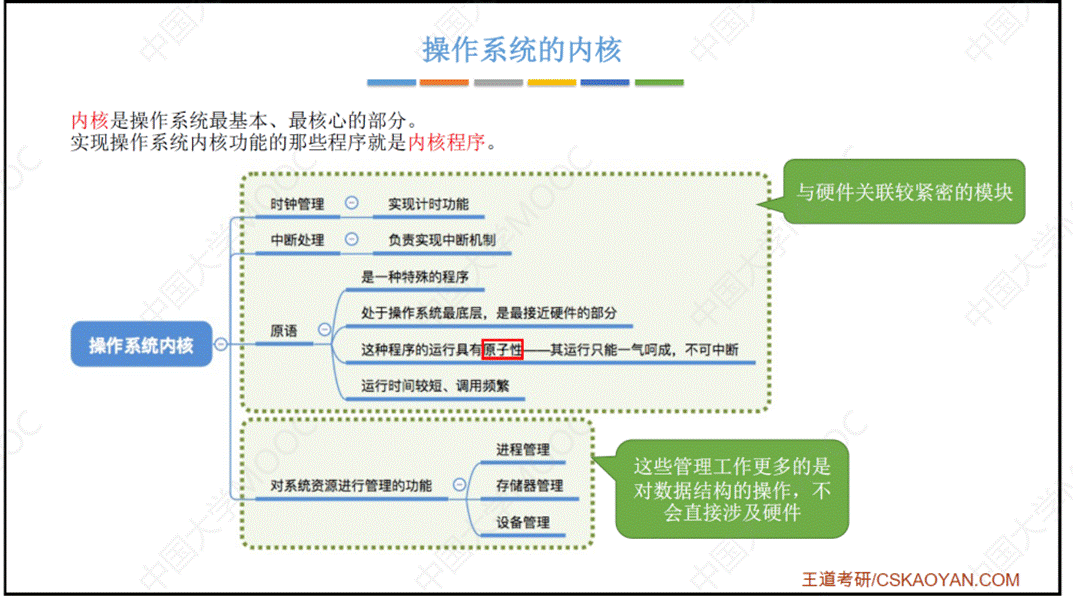 操作系统的内核
内核是操作系统最基本、最核心的部分。
实现操作系统内核功能的那些程序就是内核程序。
与硬件关联较紧密的模块
时钟管理
实现计时功能
中断处理
负责实现中断机制
操作系统内核
原语
是一种特殊的程序
处于操作系统最底层，是最接近硬件的部分
这种程序的运行具有原子性——其运行只能一气呵成，不可中断
运行时间较短、调用频繁
对系统资源进行管理的功能
进程管理
存储器管理
设备管理
这些管理工作更多的是
对数据结构的操作，不
会直接涉及硬件
王道考研/CSKAOYAN.COM
中国大学MOOC